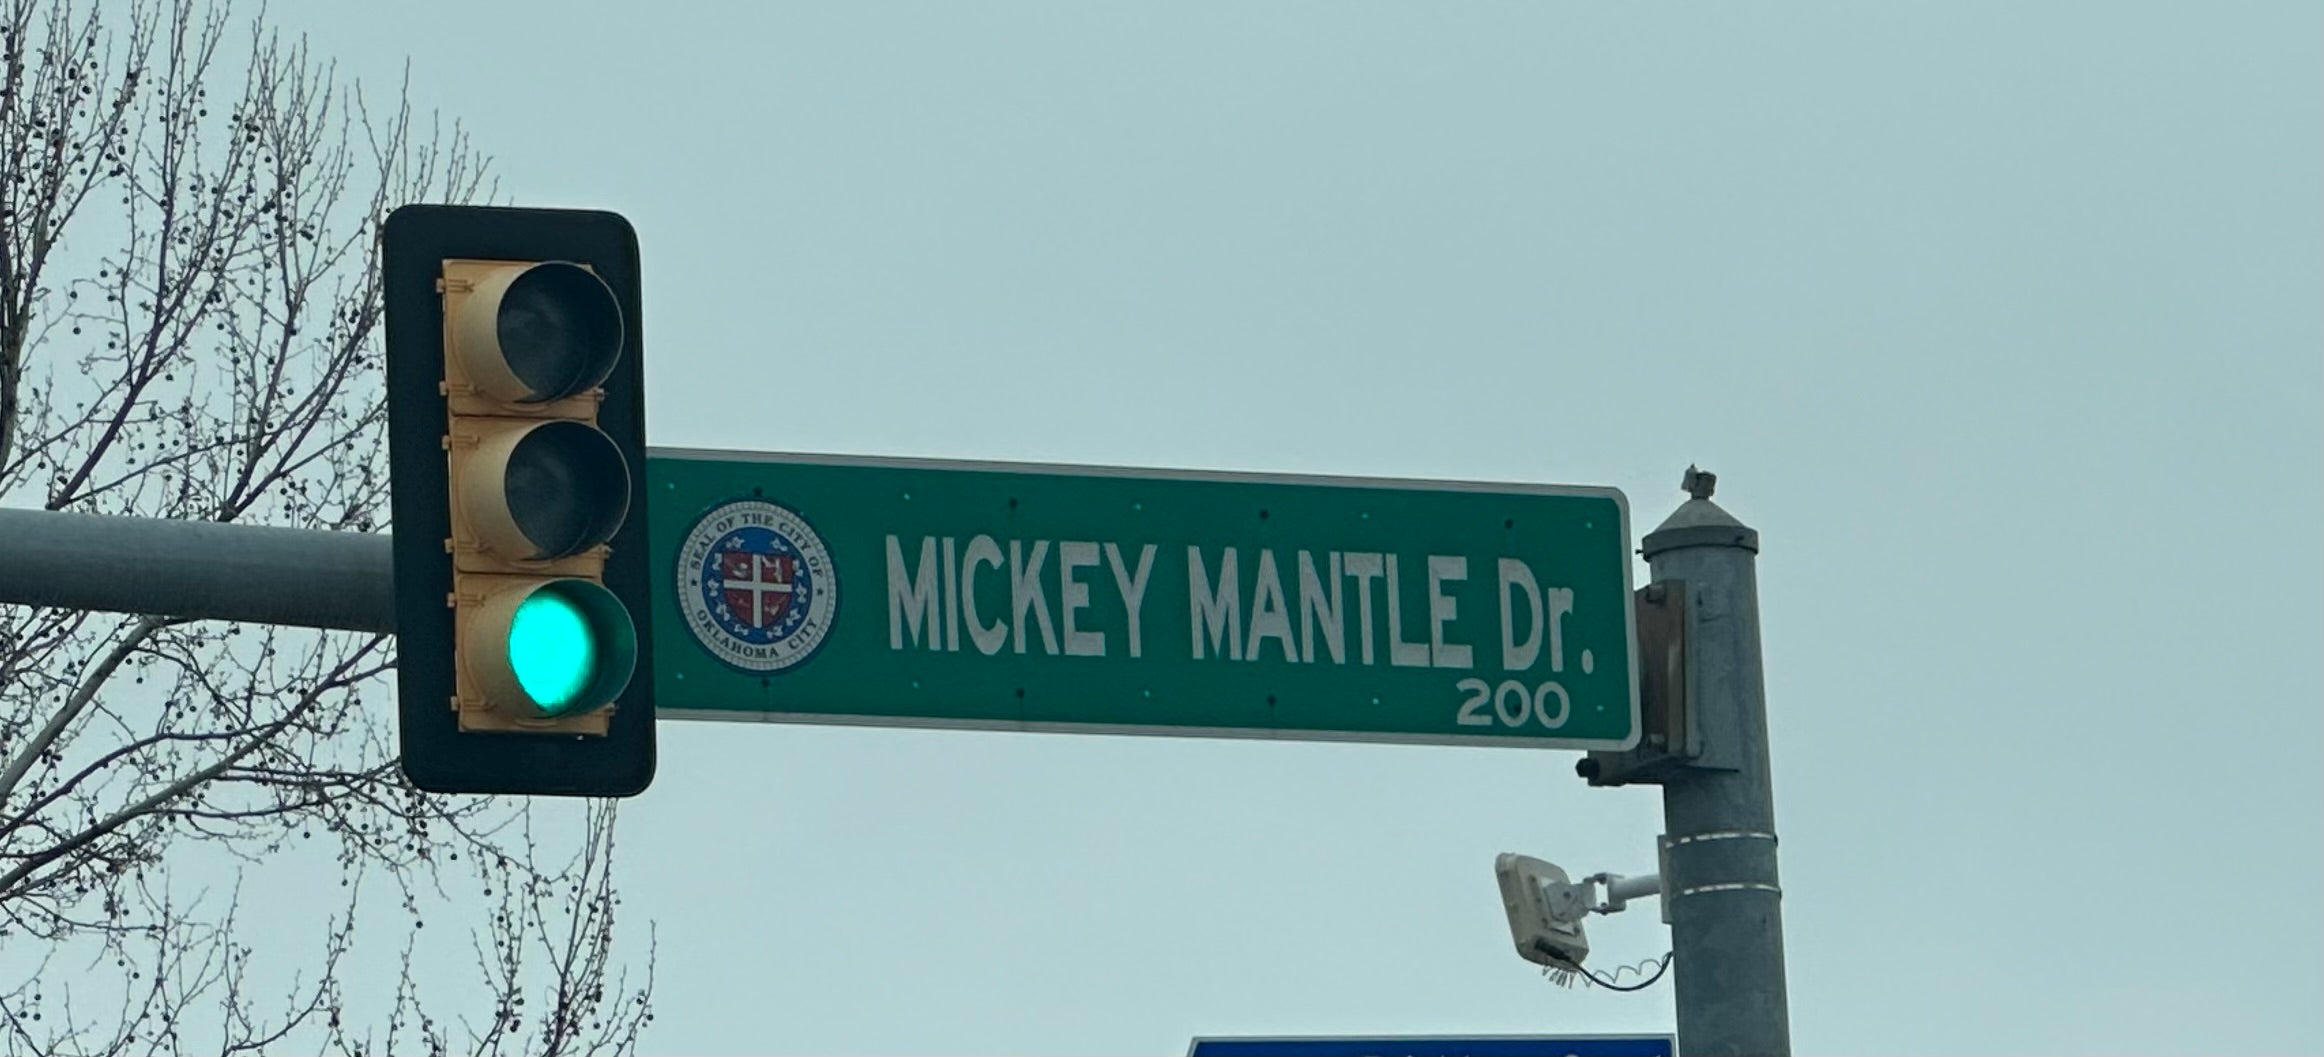 SEAL OF THE CITY OF
OKLAHOMA CITY
MICKEY MANTLE Dr.
200